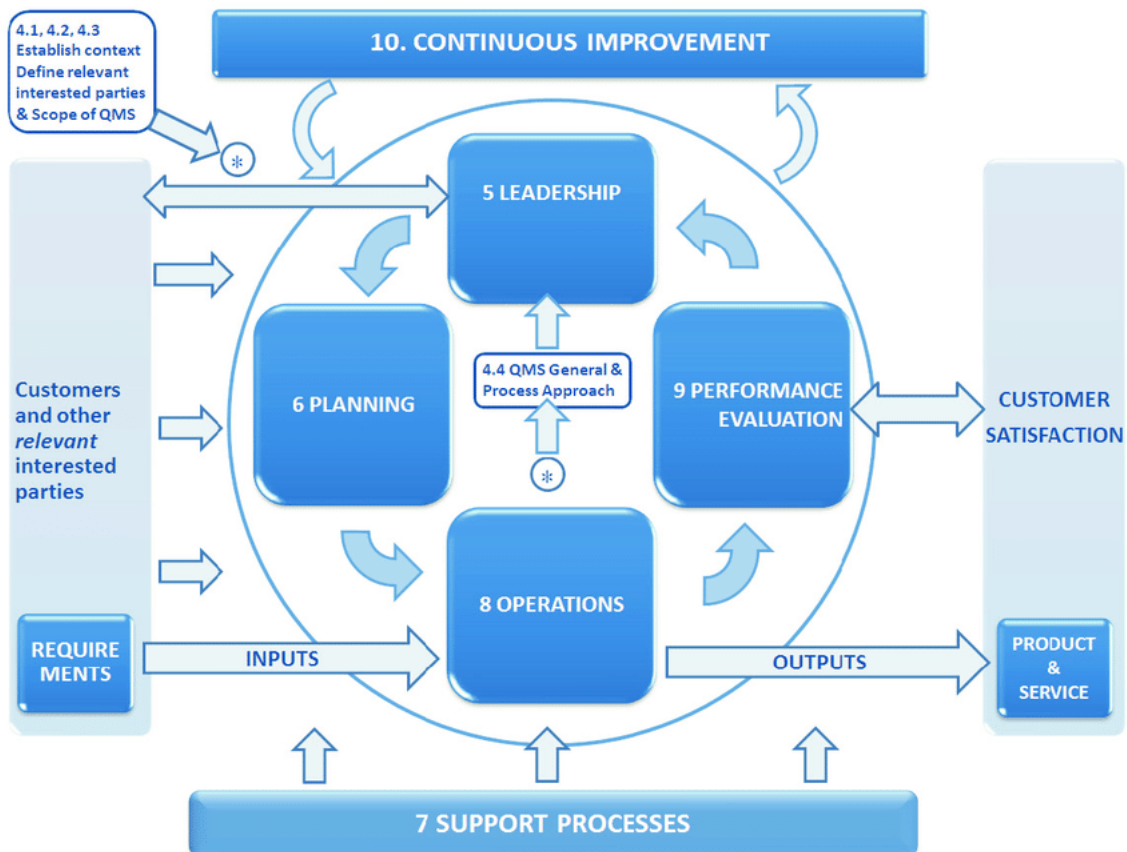 4.1, 4.2, 4.3
Establish context
Define relevant
interested parties
& Scope of QMS
10. CONTINUOUS IMPROVEMENT
*
5 LEADERSHIP
Customers
and other
relevant
interested
parties
6 PLANNING
4.4 QMS General &
Process Approach
*
9 PERFORMANCE
EVALUATION
CUSTOMER
SATISFACTION
8 OPERATIONS
REQUIRE
MENTS
INPUTS
OUTPUTS
PRODUCT
&
SERVICE
7 SUPPORT PROCESSES